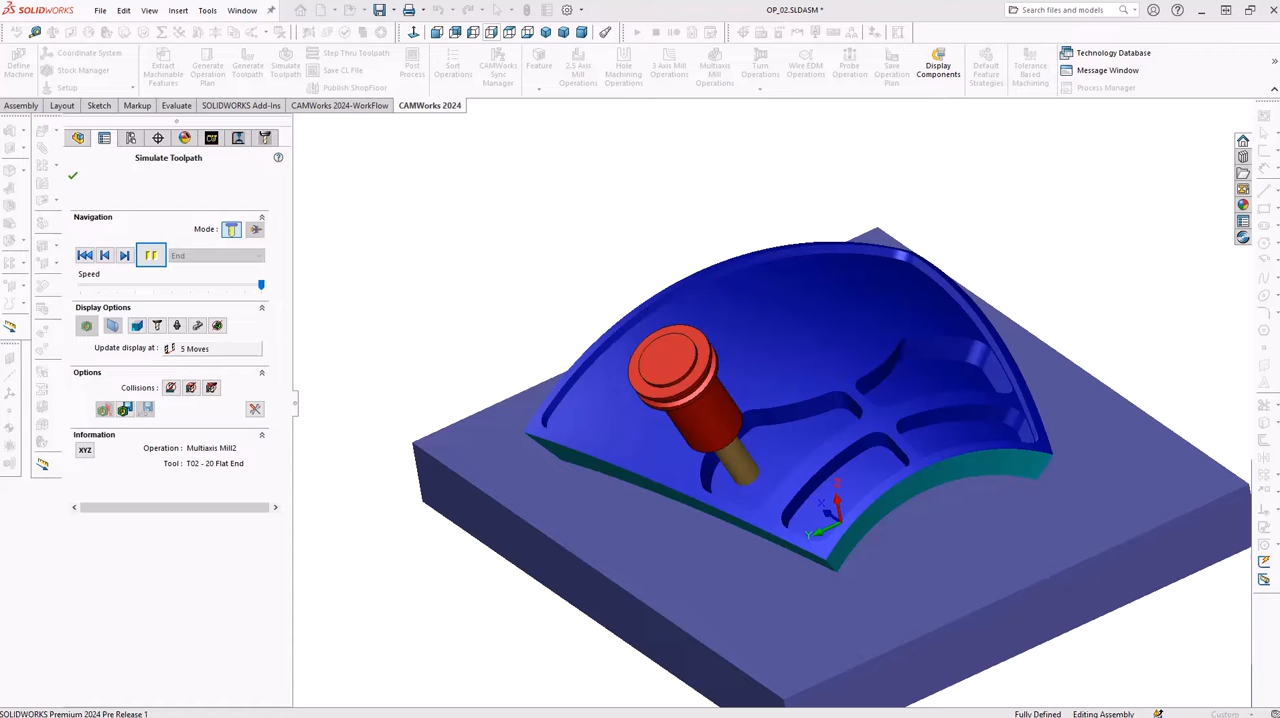 SOLIDWORKS File Edit View Insert Tools Window OP_02.SLDASM * Search files and models
Define Machine
Coordinate System
Stock Manager
Setup
Extract Machinable Features
Generate Operation Plan
Generate Toolpath
Simulate Toolpath
Step Thru Toolpath
Save CL File
Publish ShopFloor
Post Process
Sort Operations
CAMWorks Sync Manager
Feature
2.5 Axis Mill Operations
Hole Machining Operations
3 Axis Mill Operations
Multiaxis Mill Operations
Turn Operations
Wire EDM Operations
Probe Operation
Save Operation Plan
Display Components
Default Feature Strategies
Tolerance Based Machining
Technology Database
Message Window
Process Manager
Assembly Layout Sketch Markup Evaluate SOLIDWORKS Add-Ins CAMWorks 2024-WorkFlow CAMWorks 2024
Simulate Toolpath
Navigation
Mode :
End
Speed
Display Options
Update display at : 5 Moves
Options
Collisions :
Information
XYZ
Operation : Multiaxis Mill2
Tool : T02 - 20 Flat End
Z
X
Y
SOLIDWORKS Premium 2024 Pre Release 1 Fully Defined Editing Assembly Custom